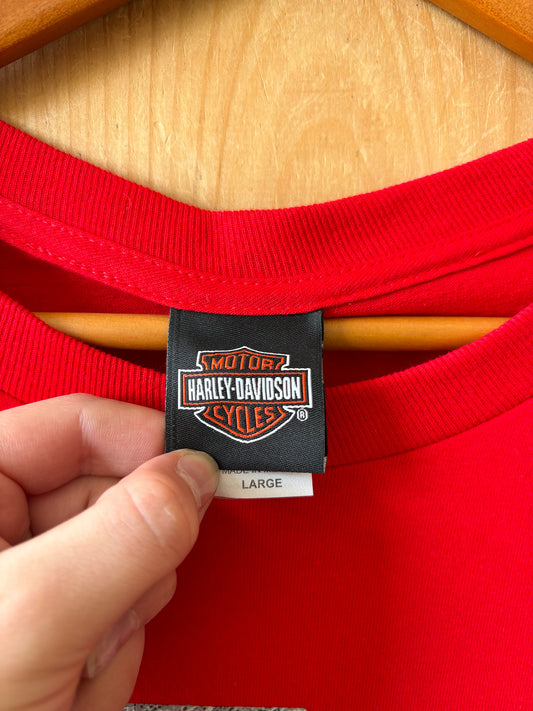 MOTOR
HARLEY-DAVIDSON
CYCLES
®
MADE IN
LARGE